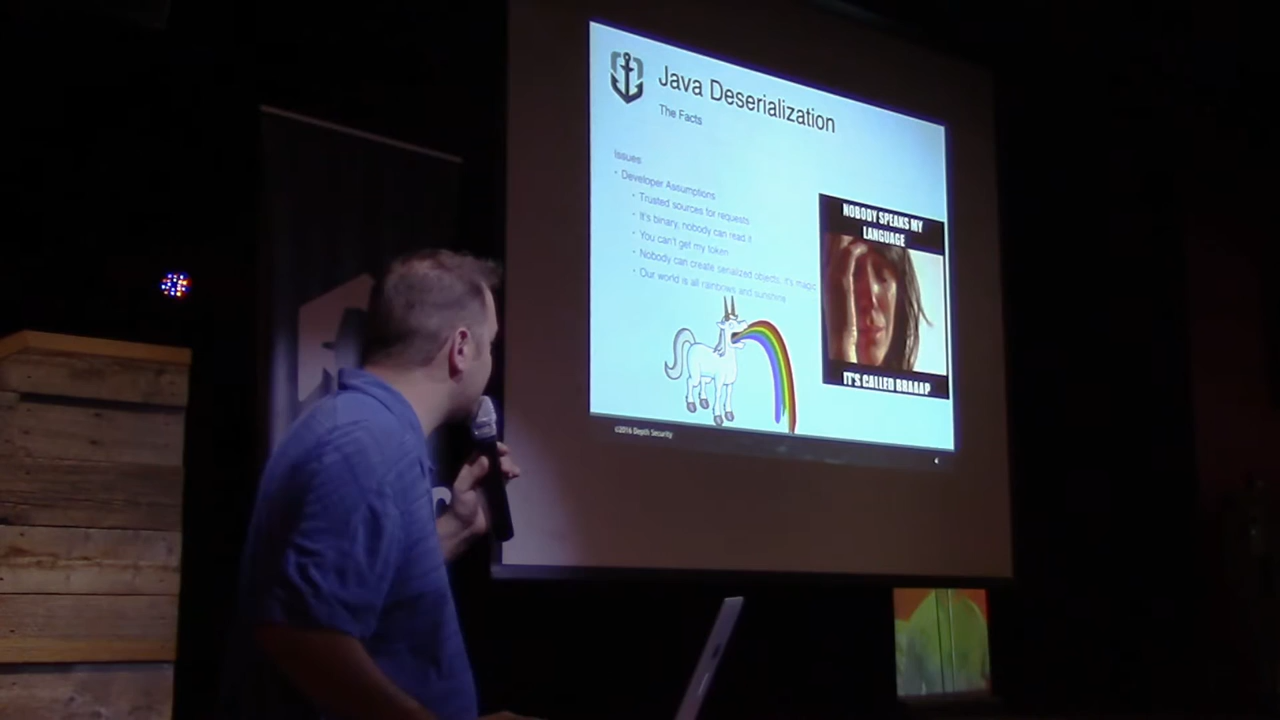 Java Deserialization
The Facts
Issues
• Developer Assumptions
• Trusted sources for requests
• It's binary, nobody can read it
• You can't get my token
• Nobody can create serialized objects, it's magic
• Our world is all rainbows and sunshine
NOBODY SPEAKS MY
LANGUAGE
IT'S CALLED BRAAAP
©2016 Depth Security
4